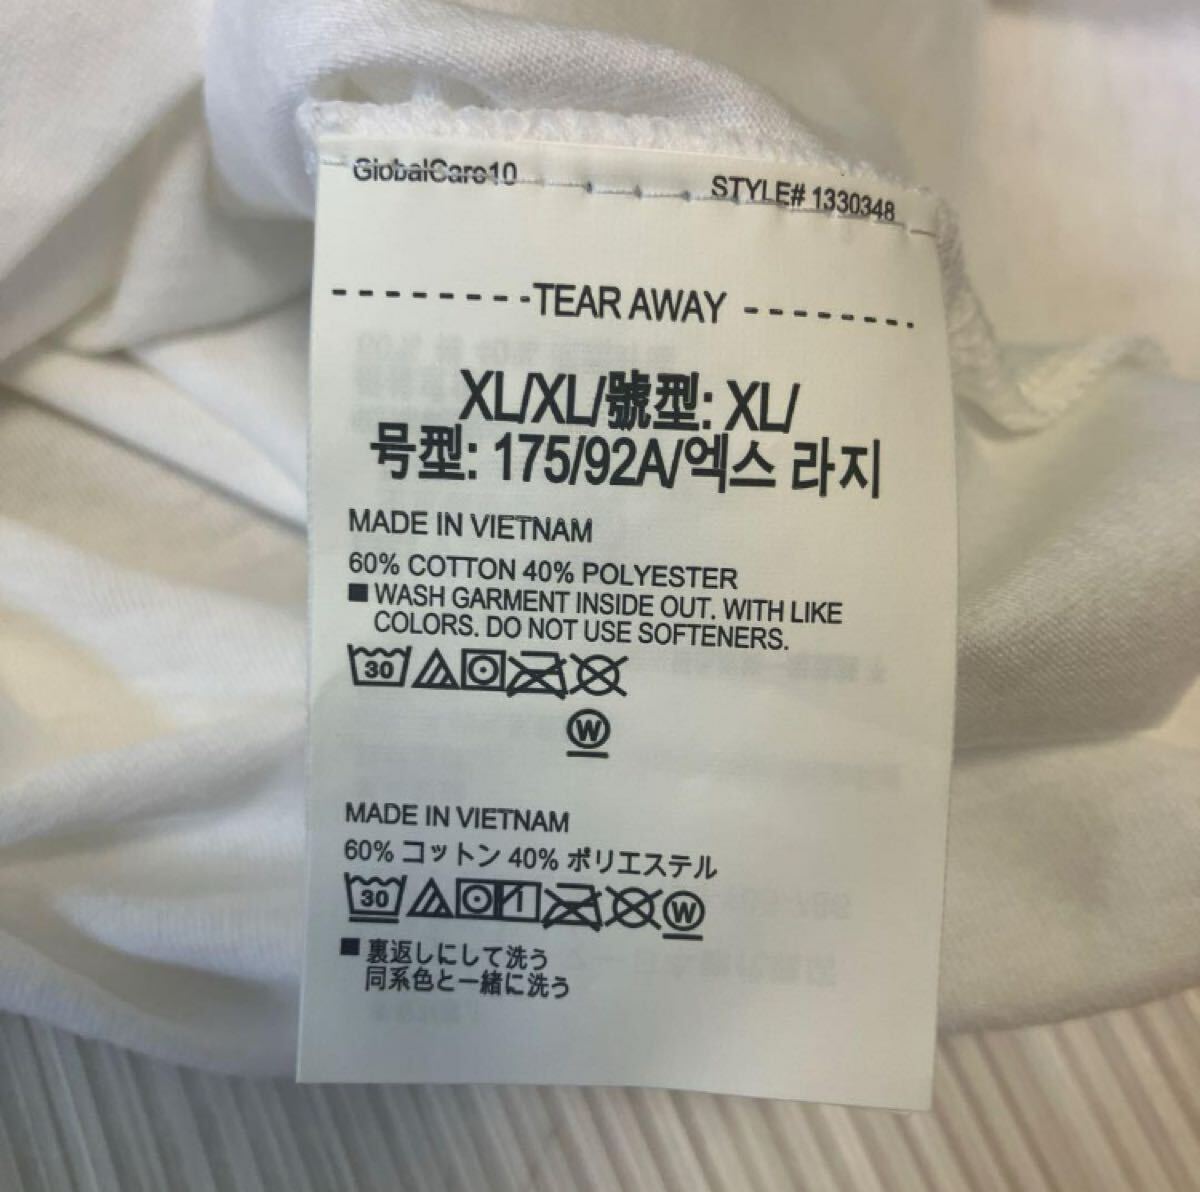 GlobalCare10
STYLE# 1330348
TEAR AWAY
XL/XL/號型: XL/
号型: 175/92A/엑스 라지
MADE IN VIETNAM
60% COTTON 40% POLYESTER
■ WASH GARMENT INSIDE OUT. WITH LIKE
COLORS. DO NOT USE SOFTENERS.
30
W
MADE IN VIETNAM
60% コットン 40% ポリエステル
30 W
■ 裏返しにして洗う
同系色と一緒に洗う